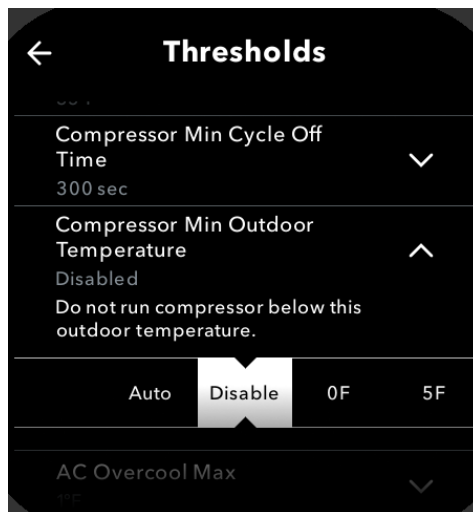 Thresholds
Compressor Min Cycle Off
Time
300 sec
Compressor Min Outdoor
Temperature
Disabled
Do not run compressor below this
outdoor temperature.
Auto Disable 0F 5F
AC Overcool Max
1°F